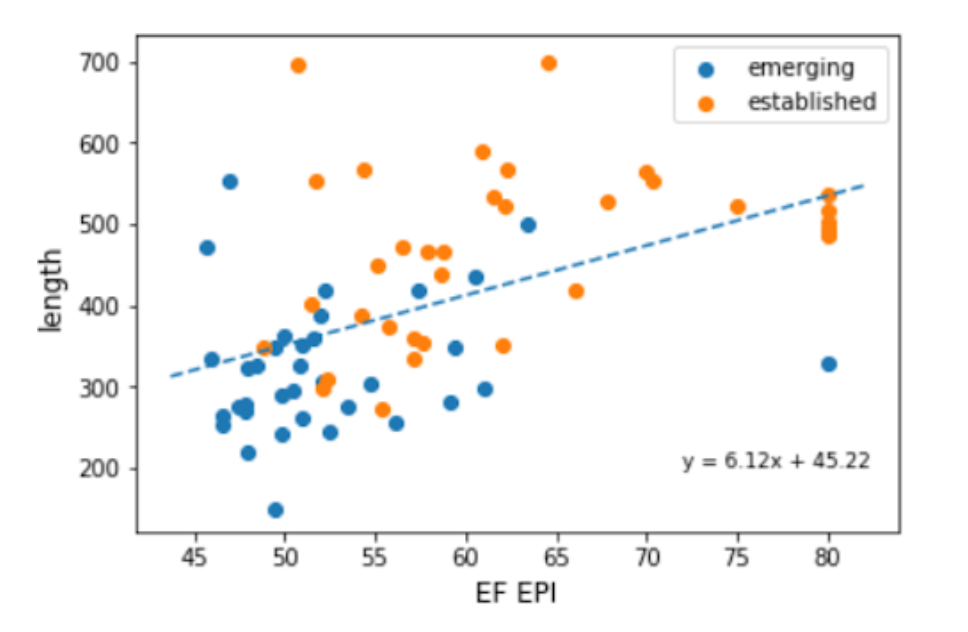 700
600
500
400
300
200
length
emerging
established
y = 6.12x + 45.22
45 50 55 60 65 70 75 80
EF EPI